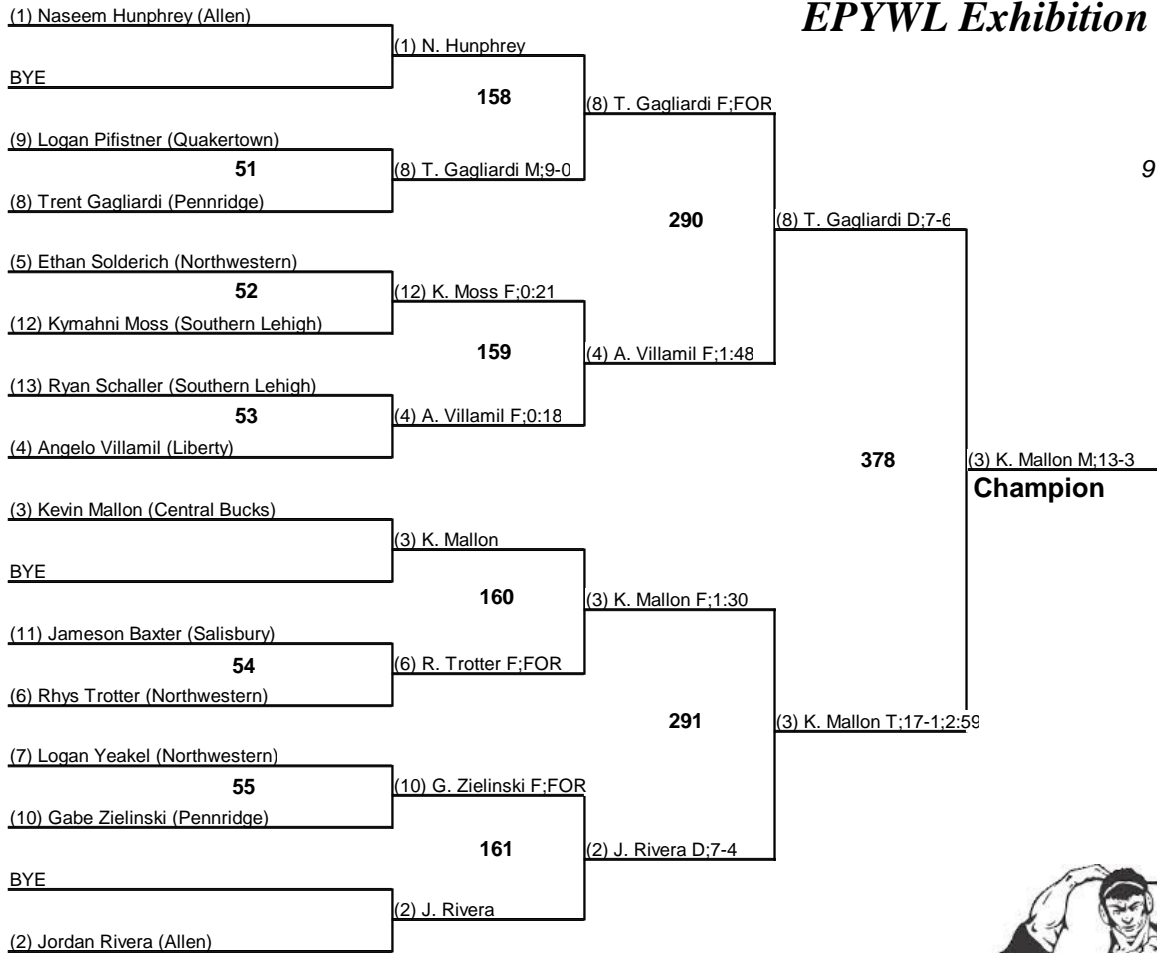 EPYWL Exhibition
(1) Naseem Hunphrey (Allen)
(1) N. Hunphrey
BYE
158
(8) T. Gagliardi F;FOR
(9) Logan Pifistner (Quakertown)
51
(8) T. Gagliardi M;9-0
9
(8) Trent Gagliardi (Pennridge)
290
(8) T. Gagliardi D;7-6
(5) Ethan Solderich (Northwestern)
52
(12) K. Moss F;0:21
(12) Kymahni Moss (Southern Lehigh)
159
(4) A. Villamil F;1:48
(13) Ryan Schaller (Southern Lehigh)
53
(4) A. Villamil F;0:18
(4) Angelo Villamil (Liberty)
378
(3) K. Mallon M;13-3
Champion
(3) Kevin Mallon (Central Bucks)
(3) K. Mallon
BYE
160
(3) K. Mallon F;1:30
(11) Jameson Baxter (Salisbury)
54
(6) R. Trotter F;FOR
(6) Rhys Trotter (Northwestern)
291
(3) K. Mallon T;17-1;2:59
(7) Logan Yeakel (Northwestern)
55
(10) G. Zielinski F;FOR
(10) Gabe Zielinski (Pennridge)
161
(2) J. Rivera D;7-4
BYE
(2) J. Rivera
(2) Jordan Rivera (Allen)